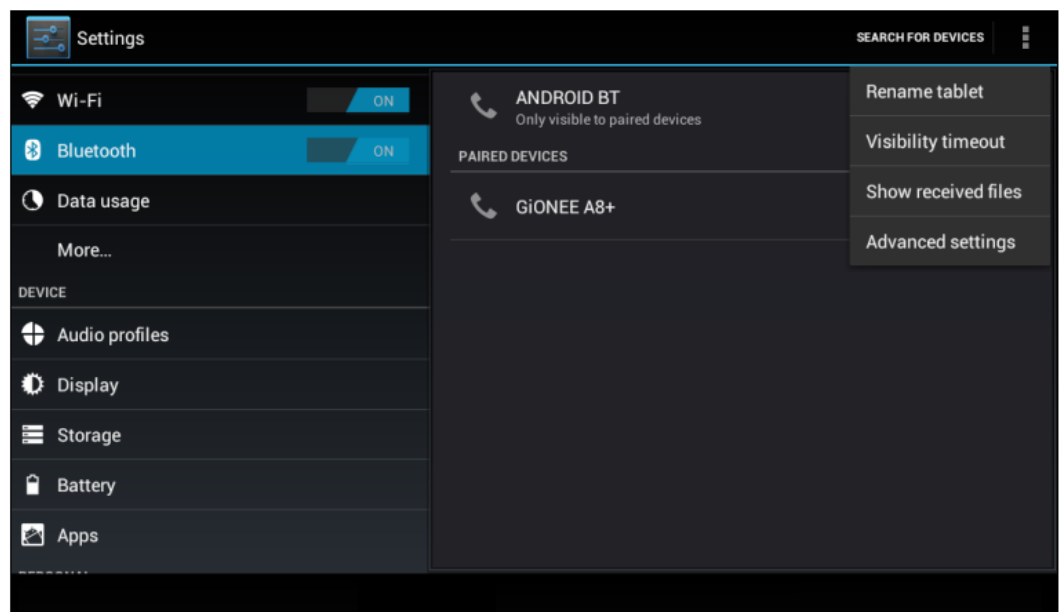 Settings
SEARCH FOR DEVICES
Wi-Fi
ON
Bluetooth
ON
Data usage
More...
DEVICE
Audio profiles
Display
Storage
Battery
Apps
ANDROID BT
Only visible to paired devices
PAIRED DEVICES
GiONEE A8+
Rename tablet
Visibility timeout
Show received files
Advanced settings